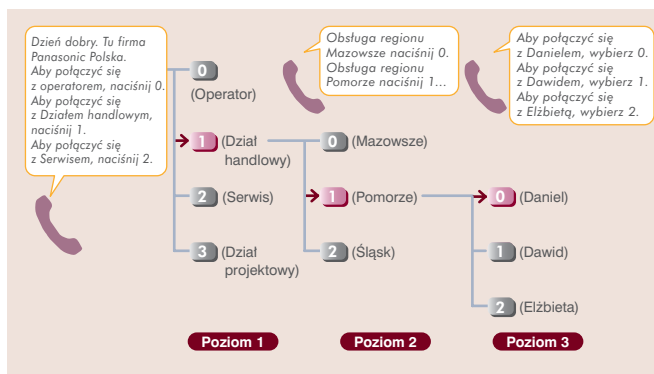 Dzień dobry. Tu firma
Panasonic Polska.
Aby połączyć się
z operatorem, naciśnij 0.
Aby połączyć się
z Działem handlowym,
naciśnij 1.
Aby połączyć się
z Serwisem, naciśnij 2.
Obsługa regionu
Mazowsze naciśnij 0.
Obsługa regionu
Pomorze naciśnij 1...
Aby połączyć się
z Danielem, wybierz 0.
Aby połączyć się
z Dawidem, wybierz 1.
Aby połączyć się
z Elżbietą, wybierz 2.
0
(Operator)
1 (Dział
handlowy)
2 (Serwis)
3 (Dział
projektowy)
0 (Mazowsze)
1 (Pomorze)
2 (Śląsk)
0 (Daniel)
1 (Dawid)
2 (Elżbieta)
Poziom 1
Poziom 2
Poziom 3